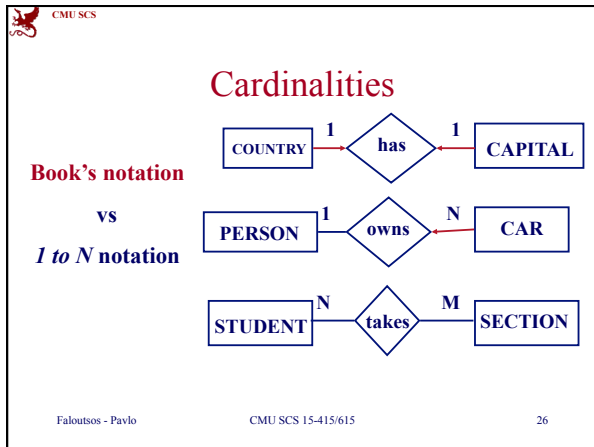 CMU SCS
Cardinalities
1 1
COUNTRY has CAPITAL
Book's notation
vs
1 to N notation
1 N
PERSON owns CAR
N M
STUDENT takes SECTION
Faloutsos - Pavlo CMU SCS 15-415/615 26